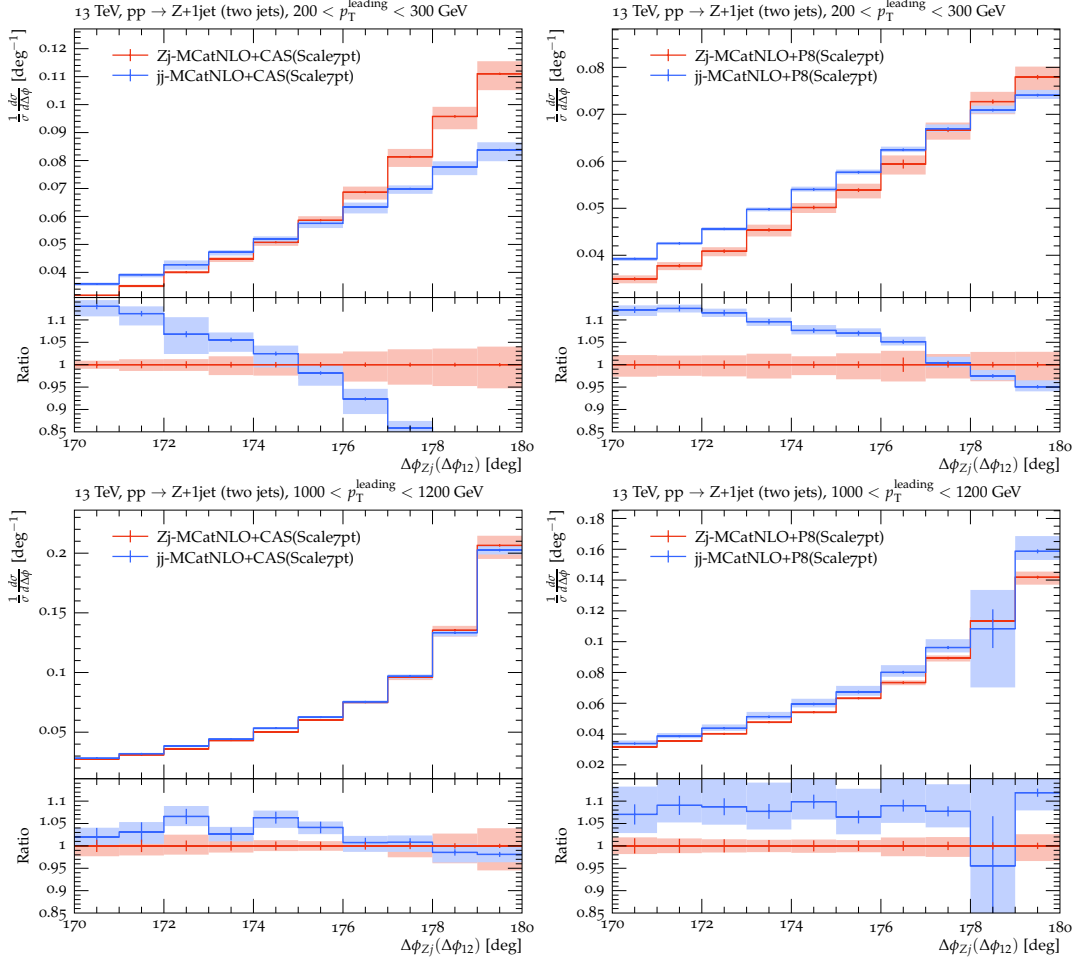 13 TeV, pp → Z+1jet (two jets), 200 < p_T^leading < 300 GeV
Zj-MCatNLO+CAS(Scale7pt)
jj-MCatNLO+CAS(Scale7pt)
1/σ dσ/dΔϕ [deg⁻¹]
0.12
0.11
0.1
0.09
0.08
0.07
0.06
0.05
0.04
Ratio
1.1
1.05
1
0.95
0.9
0.85
170 172 174 176 178 180
Δϕ_Zj(Δϕ_12) [deg]
13 TeV, pp → Z+1jet (two jets), 200 < p_T^leading < 300 GeV
Zj-MCatNLO+P8(Scale7pt)
jj-MCatNLO+P8(Scale7pt)
1/σ dσ/dΔϕ [deg⁻¹]
0.08
0.07
0.06
0.05
0.04
Ratio
1.1
1.05
1
0.95
0.9
0.85
170 172 174 176 178 180
Δϕ_Zj(Δϕ_12) [deg]
13 TeV, pp → Z+1jet (two jets), 1000 < p_T^leading < 1200 GeV
Zj-MCatNLO+CAS(Scale7pt)
jj-MCatNLO+CAS(Scale7pt)
1/σ dσ/dΔϕ [deg⁻¹]
0.2
0.15
0.1
0.05
Ratio
1.1
1.05
1
0.95
0.9
0.85
170 172 174 176 178 180
Δϕ_Zj(Δϕ_12) [deg]
13 TeV, pp → Z+1jet (two jets), 1000 < p_T^leading < 1200 GeV
Zj-MCatNLO+P8(Scale7pt)
jj-MCatNLO+P8(Scale7pt)
1/σ dσ/dΔϕ [deg⁻¹]
0.18
0.16
0.14
0.12
0.1
0.08
0.06
0.04
0.02
Ratio
1.1
1.05
1
0.95
0.9
0.85
170 172 174 176 178 180
Δϕ_Zj(Δϕ_12) [deg]